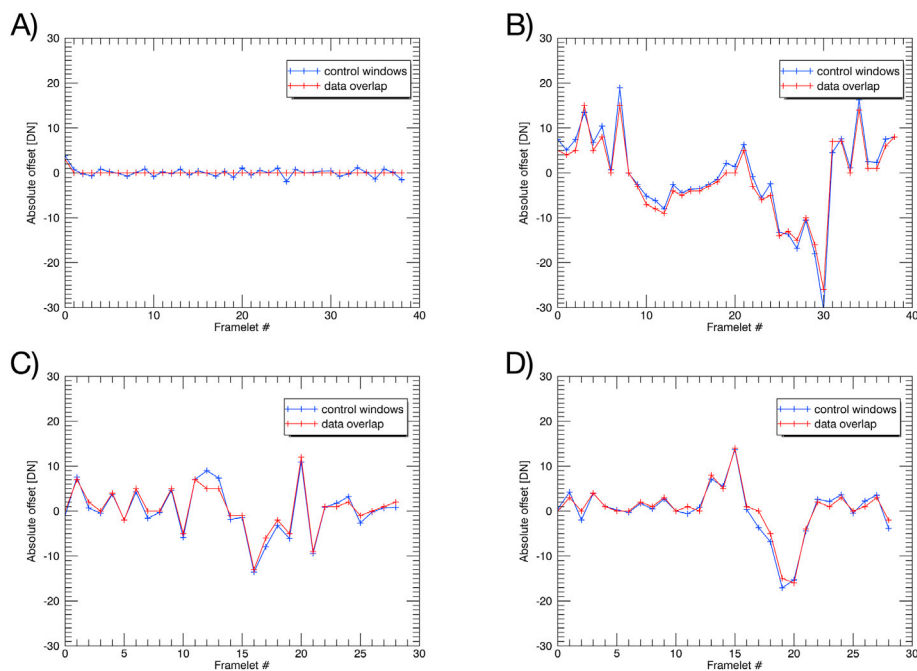 A)
30
20
10
0
-10
-20
-30
Absolute offset [DN]
control windows
data overlap
0 10 20 30 40
Framelet #
B)
30
20
10
0
-10
-20
-30
Absolute offset [DN]
control windows
data overlap
0 10 20 30 40
Framelet #
C)
30
20
10
0
-10
-20
-30
Absolute offset [DN]
control windows
data overlap
0 5 10 15 20 25 30
Framelet #
D)
30
20
10
0
-10
-20
-30
Absolute offset [DN]
control windows
data overlap
0 5 10 15 20 25 30
Framelet #